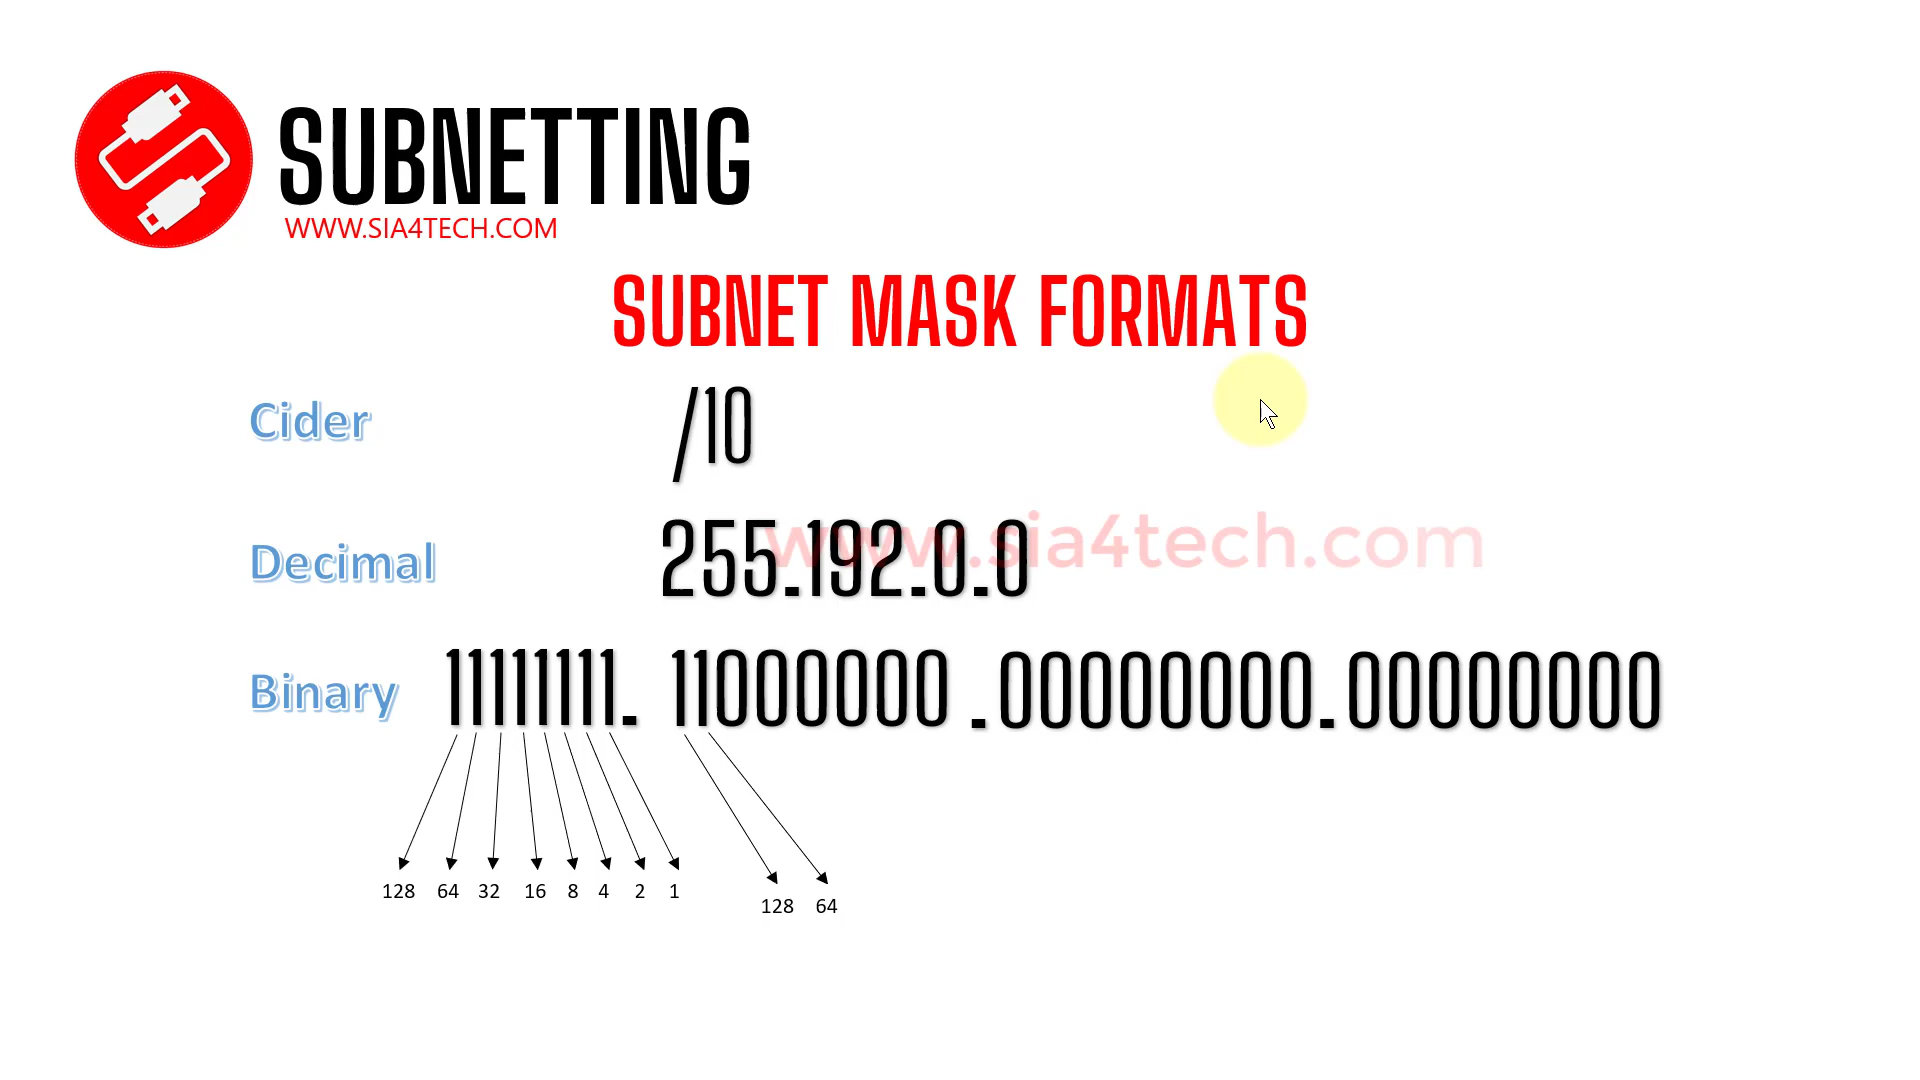 SUBNETTING
WWW.SIA4TECH.COM
SUBNET MASK FORMATS
Cider /10
Decimal 255.192.0.0
www.sia4tech.com
Binary 11111111. 11000000 .00000000.00000000
128 64 32 16 8 4 2 1
128 64